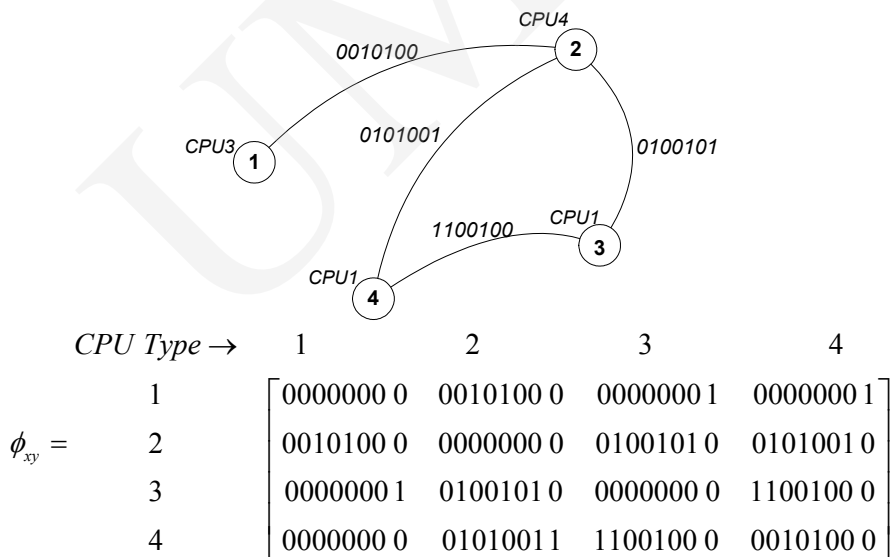 CPU4
2
0010100
CPU3
1
0101001
0100101
CPU1
3
1100100
CPU1
4
CPU Type → 1 2 3 4
1 0000000 0 0010100 0 0000000 1 0000000 1
ϕxy = 2 0010100 0 0000000 0 0100101 0 0101001 0
3 0000000 1 0100101 0 0000000 0 1100100 0
4 0000000 0 0101001 1 1100100 0 0010100 0